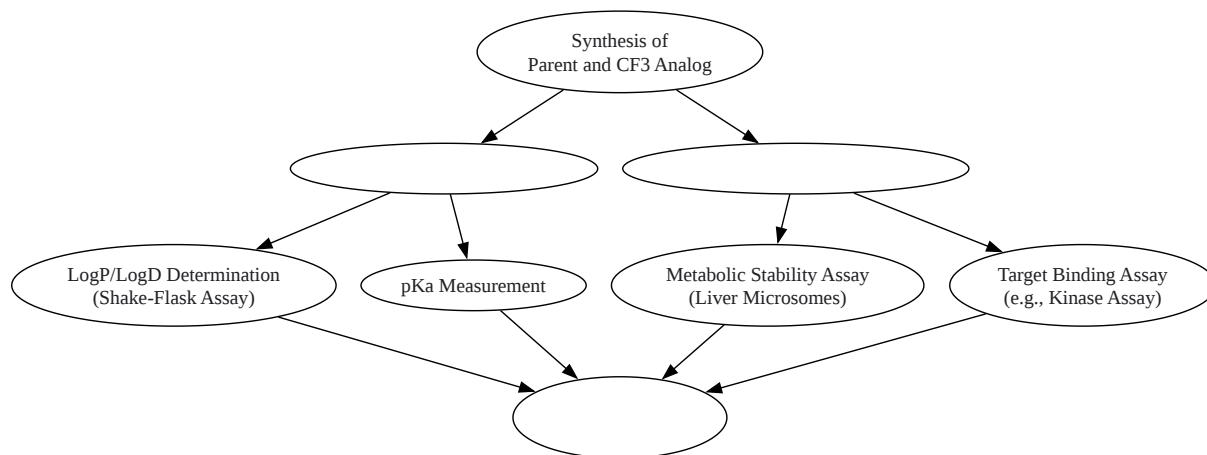 Synthesis of
Parent and CF3 Analog
LogP/LogD Determination
(Shake-Flask Assay)
pKa Measurement
Metabolic Stability Assay
(Liver Microsomes)
Target Binding Assay
(e.g., Kinase Assay)